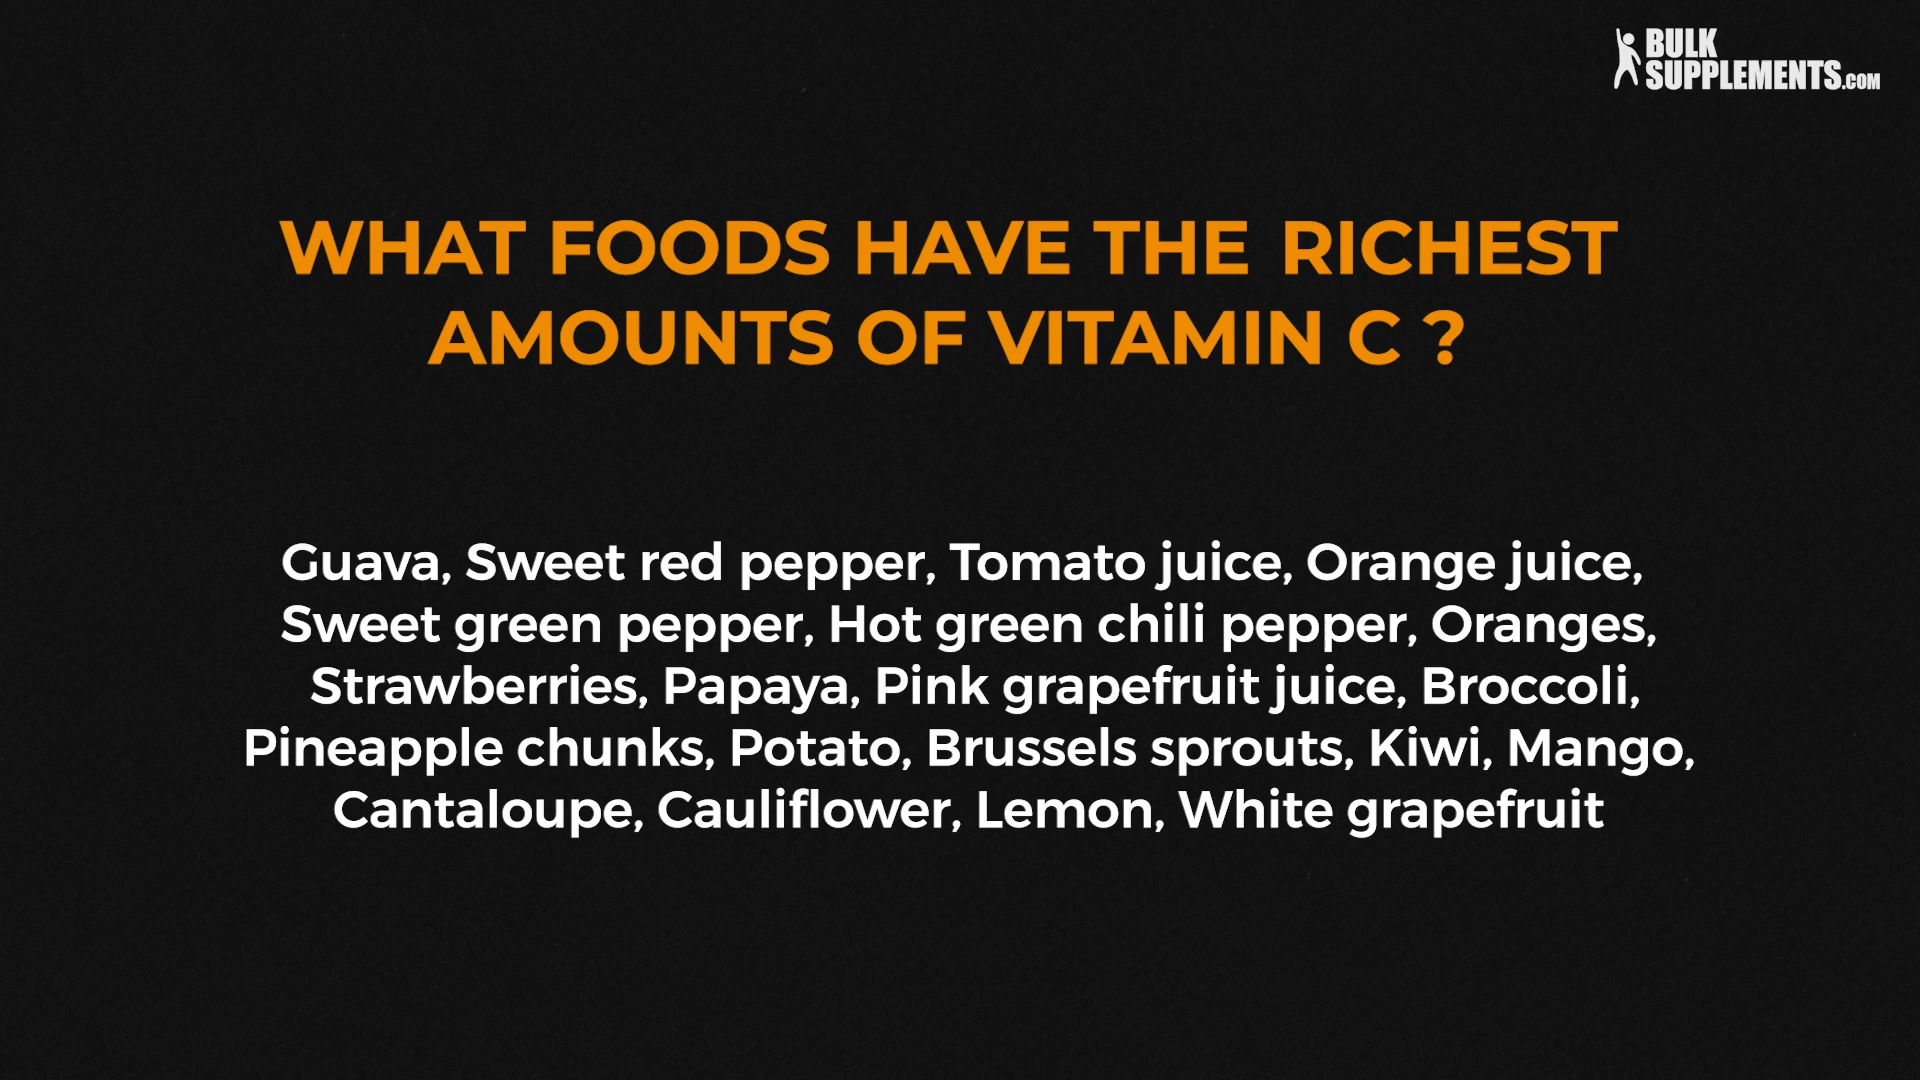 BULK
SUPPLEMENTS.COM
WHAT FOODS HAVE THE RICHEST
AMOUNTS OF VITAMIN C ?
Guava, Sweet red pepper, Tomato juice, Orange juice,
Sweet green pepper, Hot green chili pepper, Oranges,
Strawberries, Papaya, Pink grapefruit juice, Broccoli,
Pineapple chunks, Potato, Brussels sprouts, Kiwi, Mango,
Cantaloupe, Cauliflower, Lemon, White grapefruit